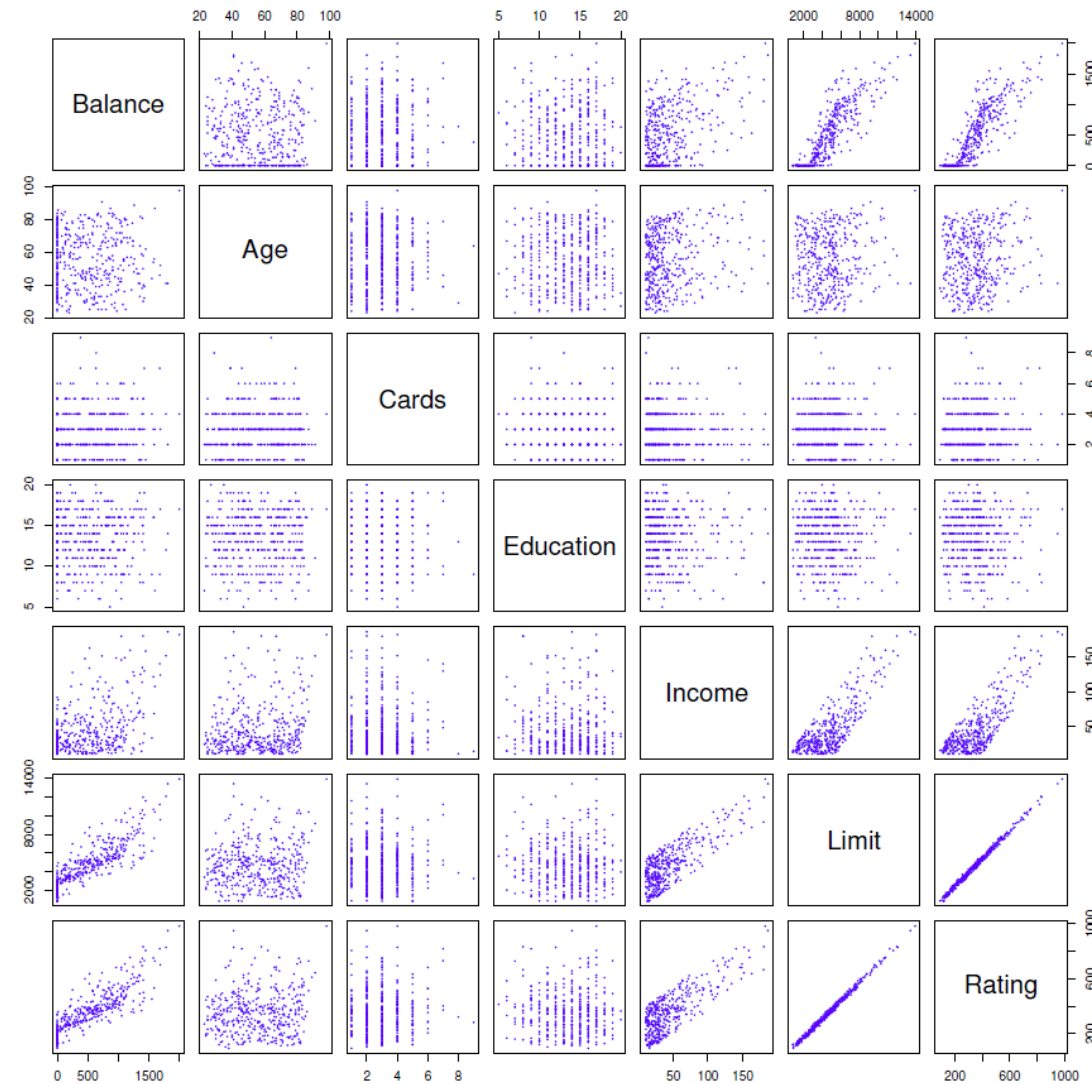 20 40 60 80 100 5 10 15 20 2000 8000 14000
Balance
0 500 1500
20 40 60 80 100
Age
Cards
2 4 6 8
5 10 15 20
Education
Income
50 100 150
2000 8000 14000
Limit
Rating
200 600 1000
0 500 1500 2 4 6 8 50 100 150 200 600 1000